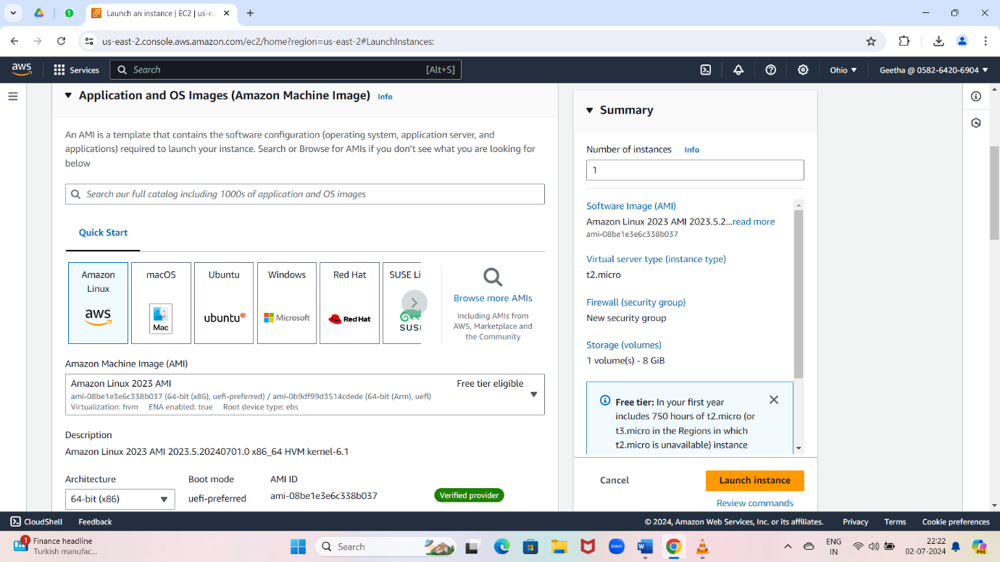 Launch an instance | EC2 | us-ea
us-east-2.console.aws.amazon.com/ec2/home?region=us-east-2#LaunchInstances:
aws
Services
Search
[Alt+S]
Ohio
Geetha @ 0582-6420-6904
Application and OS Images (Amazon Machine Image) Info
An AMI is a template that contains the software configuration (operating system, application server, and
applications) required to launch your instance. Search or Browse for AMIs if you don't see what you are looking for
below
Search our full catalog including 1000s of application and OS images
Quick Start
Amazon
Linux
aws
macOS
Mac
Ubuntu
ubuntu
Windows
Microsoft
Red Hat
Red Hat
SUSE Li
SUS
Browse more AMIs
Including AMIs from
AWS, Marketplace and
the Community
Amazon Machine Image (AMI)
Amazon Linux 2023 AMI
Free tier eligible
ami-08be1e3e6c338b037 (64-bit (x86), uefi-preferred) / ami-0b9df99d3514cdede (64-bit (Arm), uefi)
Virtualization: hvm ENA enabled: true Root device type: ebs
Description
Amazon Linux 2023 AMI 2023.5.20240701.0 x86_64 HVM kernel-6.1
Architecture
64-bit (x86)
Boot mode
uefi-preferred
AMI ID
ami-08be1e3e6c338b037
Verified provider
Summary
Number of instances Info
1
Software Image (AMI)
Amazon Linux 2023 AMI 2023.5.2...read more
ami-08be1e3e6c338b037
Virtual server type (instance type)
t2.micro
Firewall (security group)
New security group
Storage (volumes)
1 volume(s) - 8 GiB
Free tier: In your first year
includes 750 hours of t2.micro (or
t3.micro in the Regions in which
t2.micro is unavailable) instance
Cancel
Launch instance
Review commands
CloudShell
Feedback
© 2024, Amazon Web Services, Inc. or its affiliates.
Privacy
Terms
Cookie preferences
1
Finance headline
Turkish manufac...
Search
zoom
ENG
IN
22:22
02-07-2024
PRE